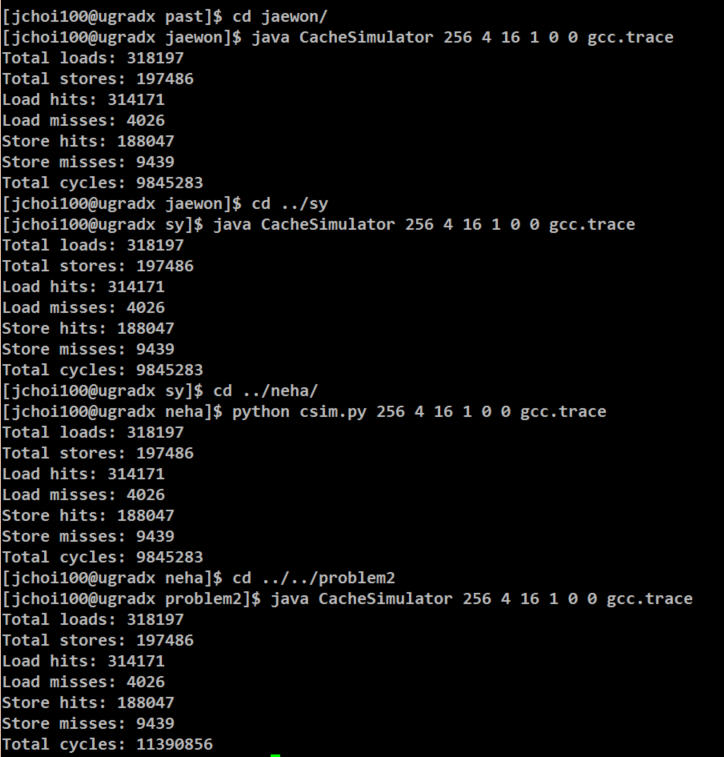 [jchoi100@ugradx past]$ cd jaewon/
[jchoi100@ugradx jaewon]$ java CacheSimulator 256 4 16 1 0 0 gcc.trace
Total loads: 318197
Total stores: 197486
Load hits: 314171
Load misses: 4026
Store hits: 188047
Store misses: 9439
Total cycles: 9845283
[jchoi100@ugradx jaewon]$ cd ../sy
[jchoi100@ugradx sy]$ java CacheSimulator 256 4 16 1 0 0 gcc.trace
Total loads: 318197
Total stores: 197486
Load hits: 314171
Load misses: 4026
Store hits: 188047
Store misses: 9439
Total cycles: 9845283
[jchoi100@ugradx sy]$ cd ../neha/
[jchoi100@ugradx neha]$ python csim.py 256 4 16 1 0 0 gcc.trace
Total loads: 318197
Total stores: 197486
Load hits: 314171
Load misses: 4026
Store hits: 188047
Store misses: 9439
Total cycles: 9845283
[jchoi100@ugradx neha]$ cd ../../problem2
[jchoi100@ugradx problem2]$ java CacheSimulator 256 4 16 1 0 0 gcc.trace
Total loads: 318197
Total stores: 197486
Load hits: 314171
Load misses: 4026
Store hits: 188047
Store misses: 9439
Total cycles: 11390856